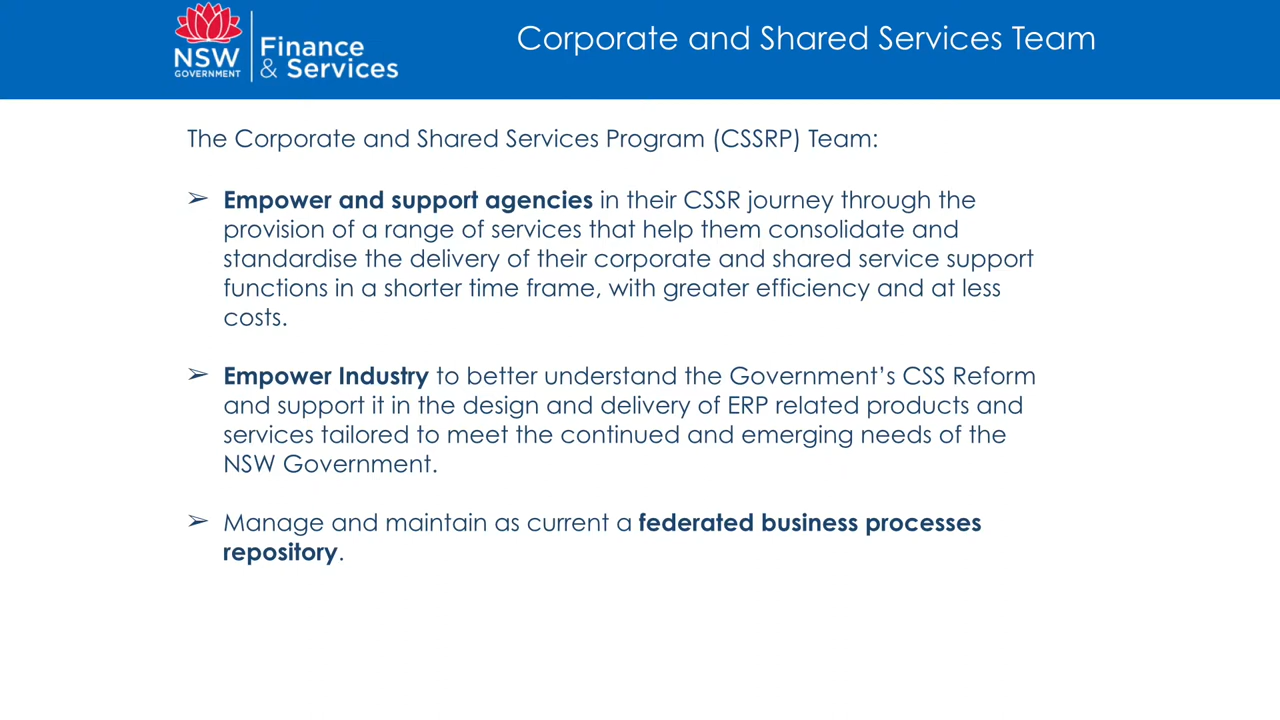 NSW
GOVERNMENT
Finance
& Services
Corporate and Shared Services Team
The Corporate and Shared Services Program (CSSRP) Team:
➢ Empower and support agencies in their CSSR journey through the
provision of a range of services that help them consolidate and
standardise the delivery of their corporate and shared service support
functions in a shorter time frame, with greater efficiency and at less
costs.
➢ Empower Industry to better understand the Government’s CSS Reform
and support it in the design and delivery of ERP related products and
services tailored to meet the continued and emerging needs of the
NSW Government.
➢ Manage and maintain as current a federated business processes
repository.